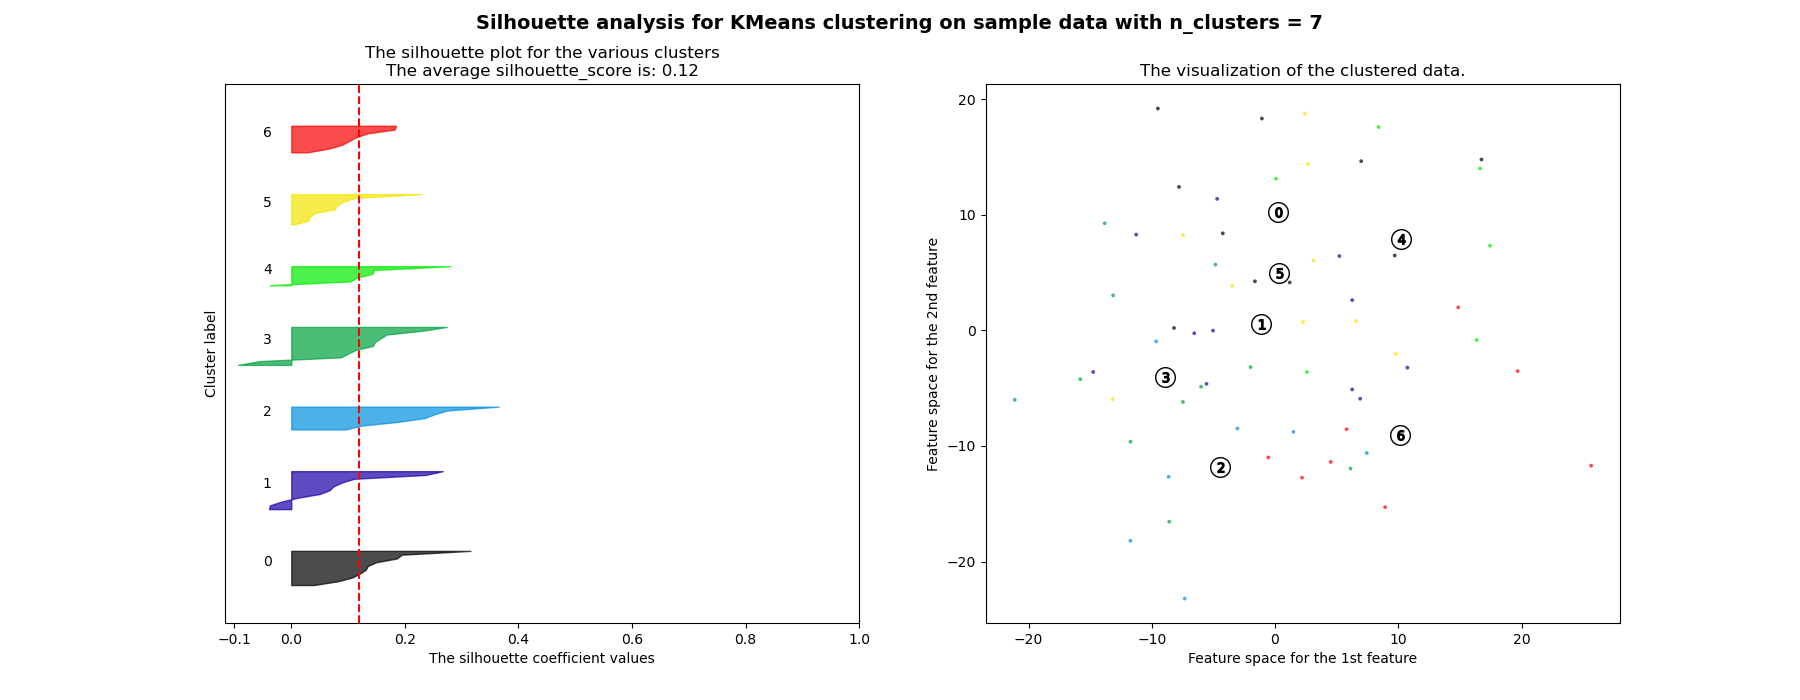 Silhouette analysis for KMeans clustering on sample data with n_clusters = 7
The silhouette plot for the various clusters
The average silhouette_score is: 0.12
6
5
4
3
2
1
0
Cluster label
−0.1 0.0 0.2 0.4 0.6 0.8 1.0
The silhouette coefficient values
The visualization of the clustered data.
20
10
0
−10
−20
Feature space for the 2nd feature
0
4
5
1
3
6
2
−20 −10 0 10 20
Feature space for the 1st feature